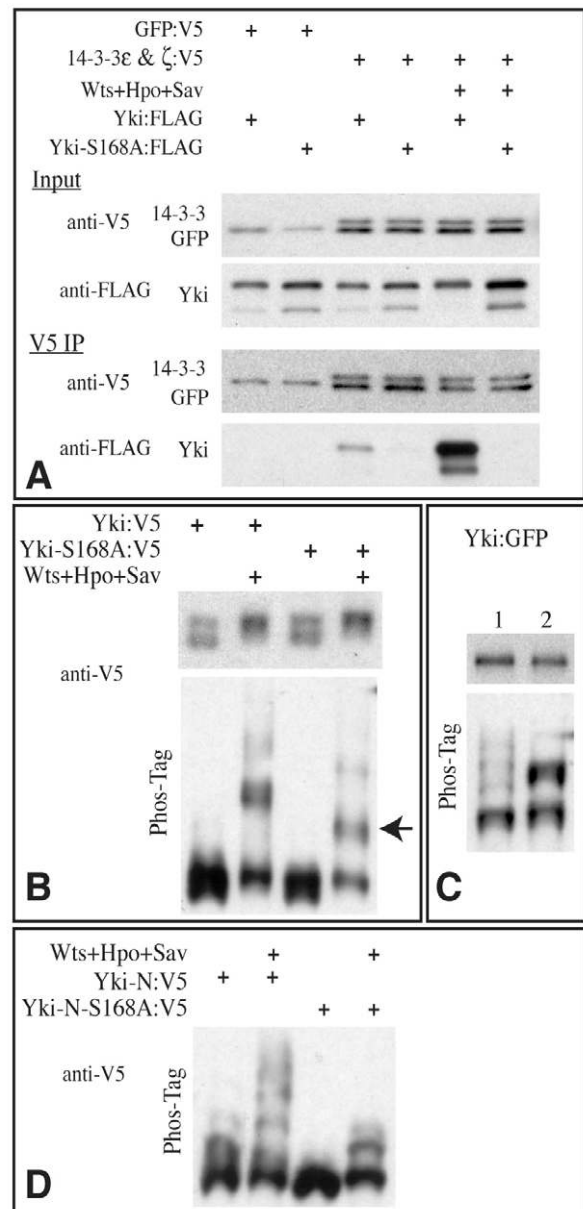 GFP:V5 + +
14-3-3ε & ζ:V5 + + + +
Wts+Hpo+Sav + +
Yki:FLAG + + +
Yki-S168A:FLAG + + +
Input
anti-V5 14-3-3
GFP
anti-FLAG Yki
V5 IP
anti-V5 14-3-3
GFP
anti-FLAG Yki
A
Yki:V5 + +
Yki-S168A:V5 + +
Wts+Hpo+Sav + +
anti-V5
Phos-Tag
B
Yki:GFP
1 2
Phos-Tag
C
Wts+Hpo+Sav + +
Yki-N:V5 + +
Yki-N-S168A:V5 + +
anti-V5
Phos-Tag
D